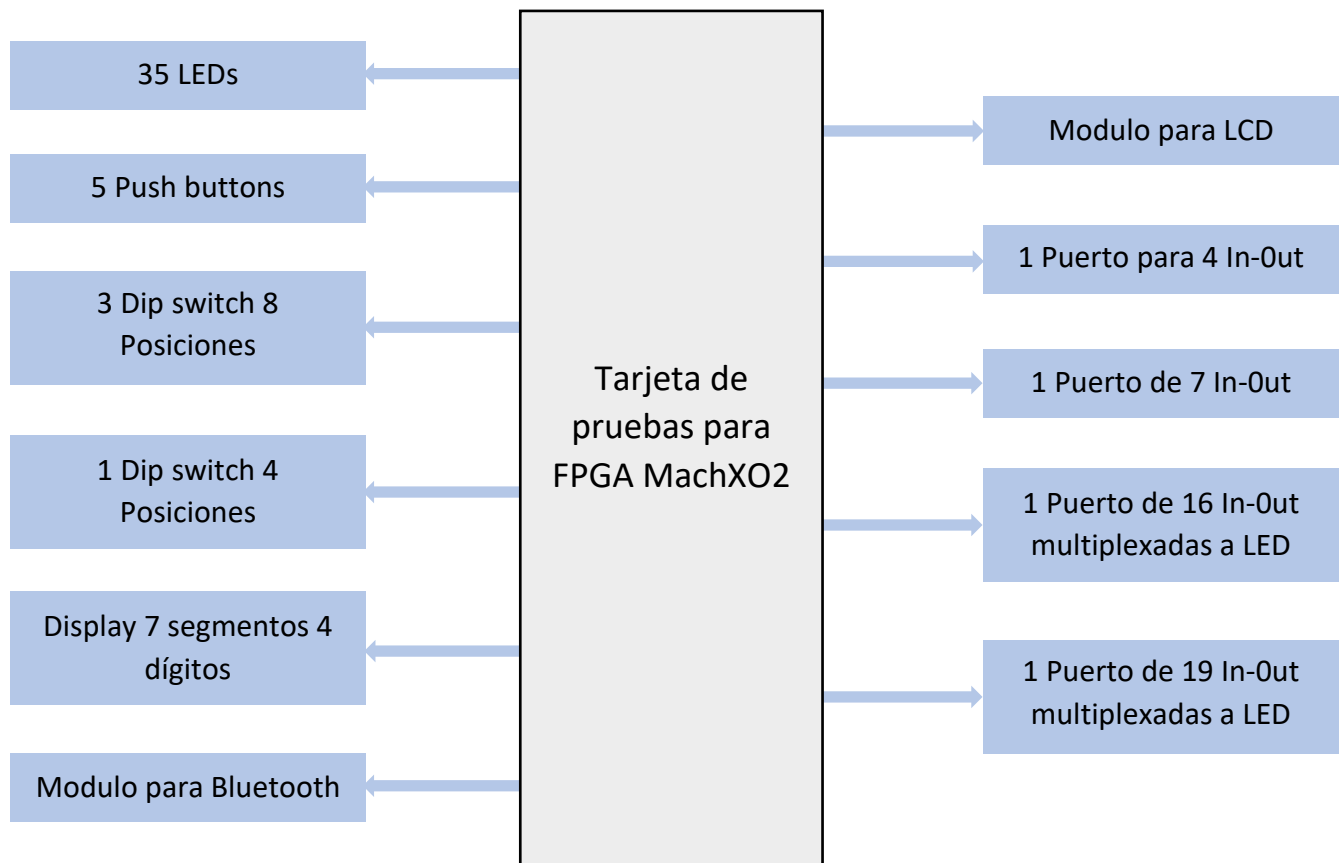 35 LEDs
5 Push buttons
3 Dip switch 8
Posiciones
1 Dip switch 4
Posiciones
Display 7 segmentos 4
dígitos
Modulo para Bluetooth
Tarjeta de
pruebas para
FPGA MachXO2
Modulo para LCD
1 Puerto para 4 In-0ut
1 Puerto de 7 In-0ut
1 Puerto de 16 In-0ut
multiplexadas a LED
1 Puerto de 19 In-0ut
multiplexadas a LED